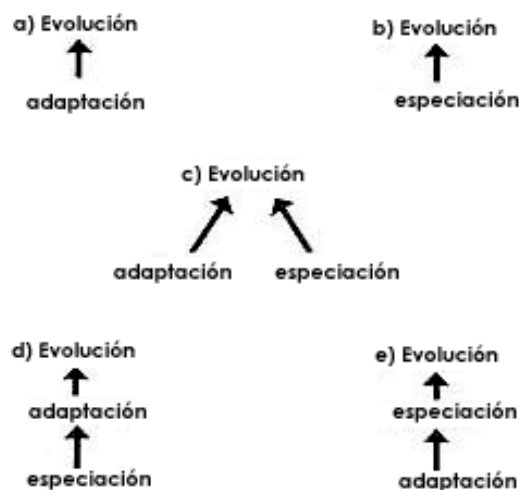 a) Evolución
adaptación
b) Evolución
especiación
c) Evolución
adaptación
especiación
d) Evolución
adaptación
especiación
e) Evolución
especiación
adaptación